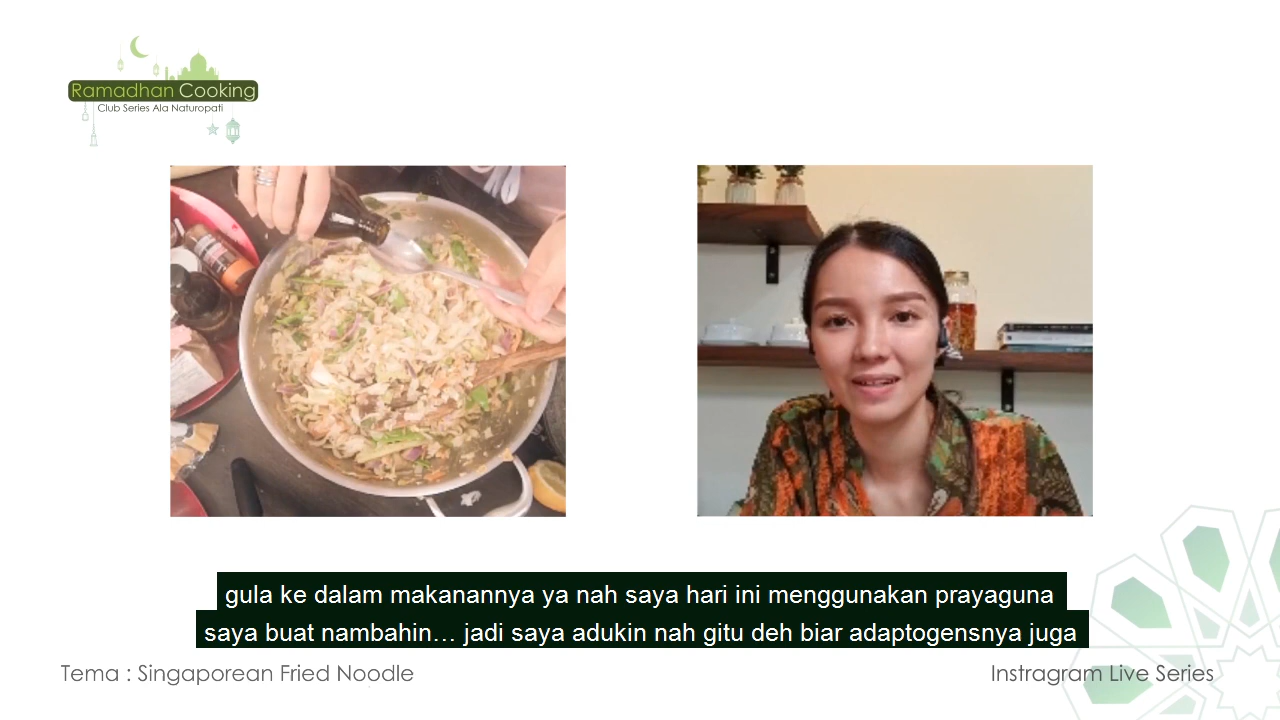 Ramadhan Cooking
Club Series Ala Naturopati
gula ke dalam makanannya ya nah saya hari ini menggunakan prayaguna
saya buat nambahin... jadi saya adukin nah gitu deh biar adaptogensnya juga
Tema : Singaporean Fried Noodle
Instragram Live Series